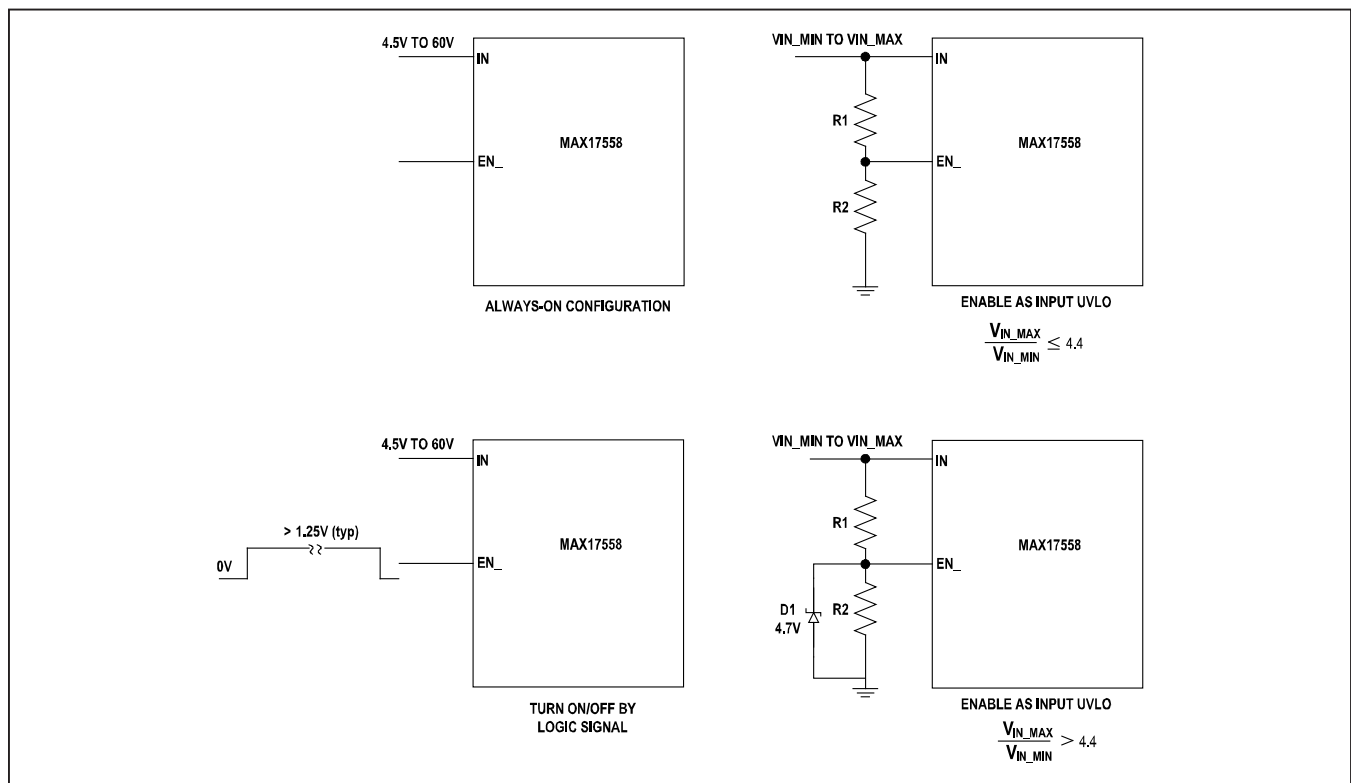 4.5V TO 60V
IN
MAX17558
EN_
ALWAYS-ON CONFIGURATION
VIN_MIN TO VIN_MAX
IN
R1
MAX17558
EN_
R2
ENABLE AS INPUT UVLO
VIN_MAX
VIN_MIN
≤ 4.4
4.5V TO 60V
IN
> 1.25V (typ)
MAX17558
0V
EN_
TURN ON/OFF BY
LOGIC SIGNAL
VIN_MIN TO VIN_MAX
IN
R1
MAX17558
EN_
D1
4.7V
R2
ENABLE AS INPUT UVLO
VIN_MAX
VIN_MIN
> 4.4